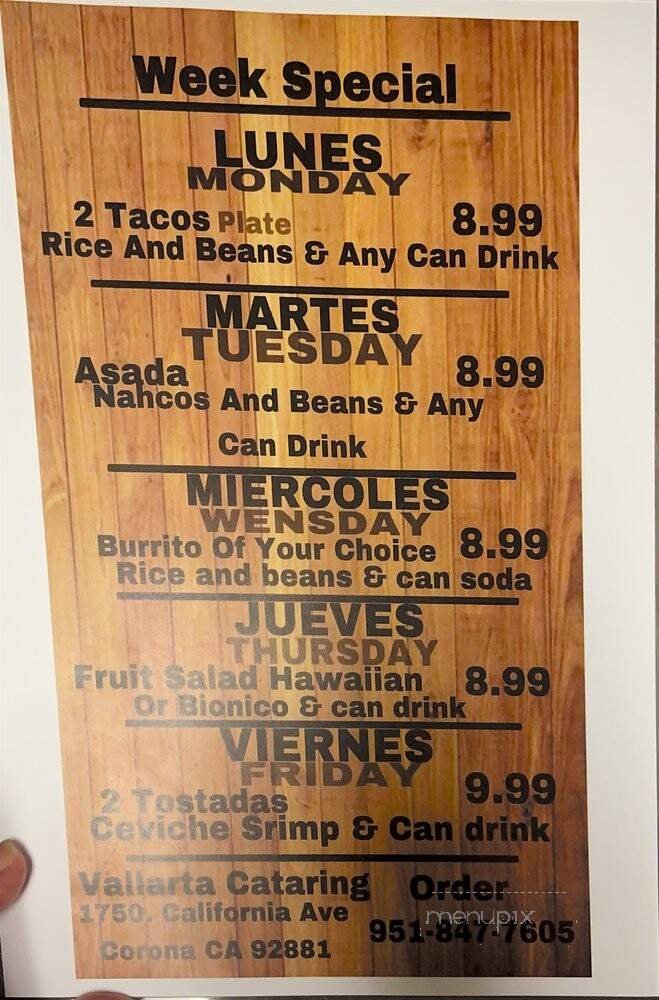 Week Special
LUNES
MONDAY
2 Tacos Plate 8.99
Rice And Beans & Any Can Drink
MARTES
TUESDAY
Asada 8.99
Nahcos And Beans & Any
Can Drink
MIERCOLES
WENSDAY
Burrito Of Your Choice 8.99
Rice and beans & can soda
JUEVES
THURSDAY
Fruit Salad Hawaiian 8.99
Or Bionico & can drink
VIERNES
FRIDAY
2 Tostadas 9.99
Ceviche Srimp & Can drink
Vallarta Cataring Order
1750. California Ave
menupix
951-847-7605
Corona CA 92881